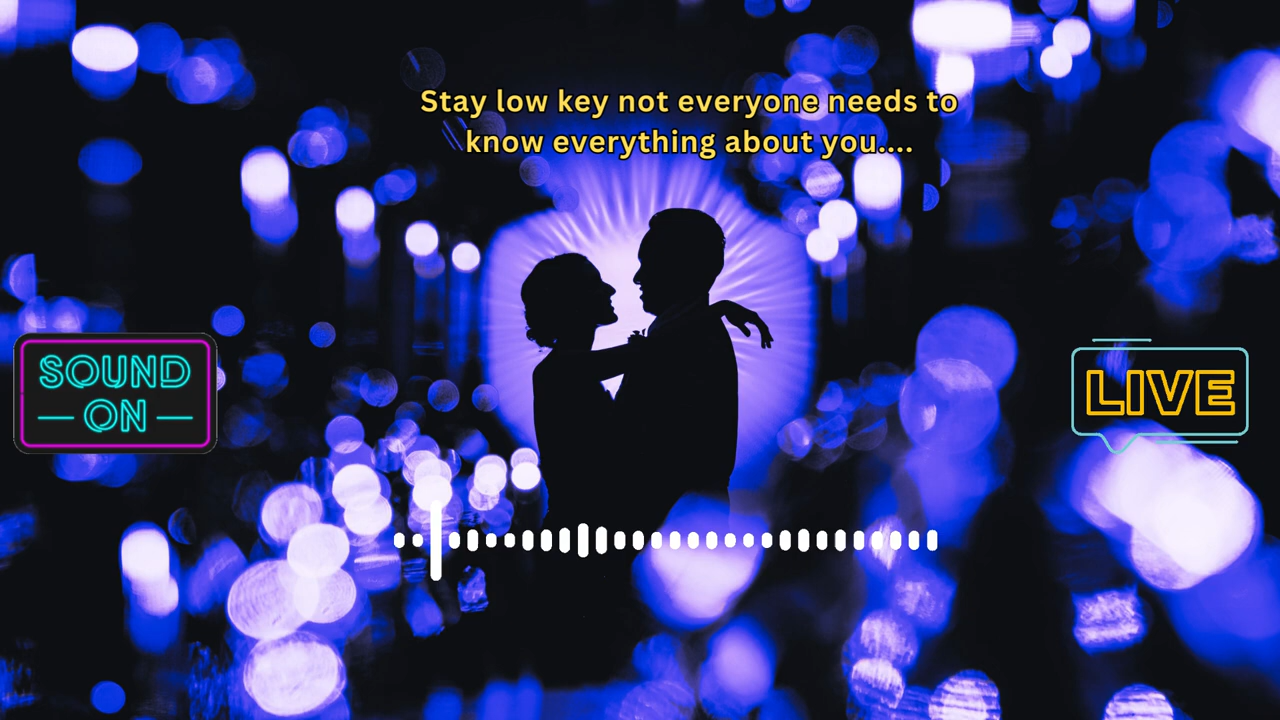 Stay low key not everyone needs to
know everything about you....
SOUND
ON
LIVE